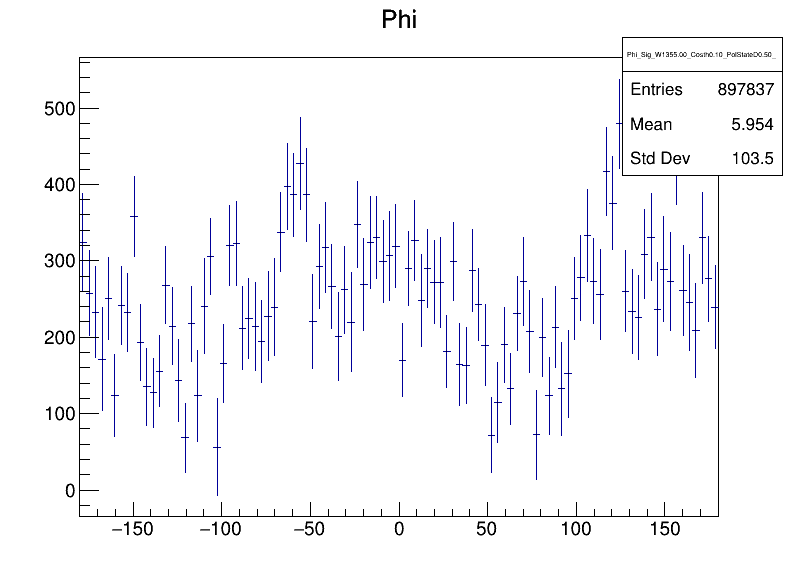 Phi
Phi_Sig_W1355.00_Costh0.10_PolStateD0.50_
Entries 897837
Mean 5.954
Std Dev 103.5
500
400
300
200
100
0
−150 −100 −50 0 50 100 150